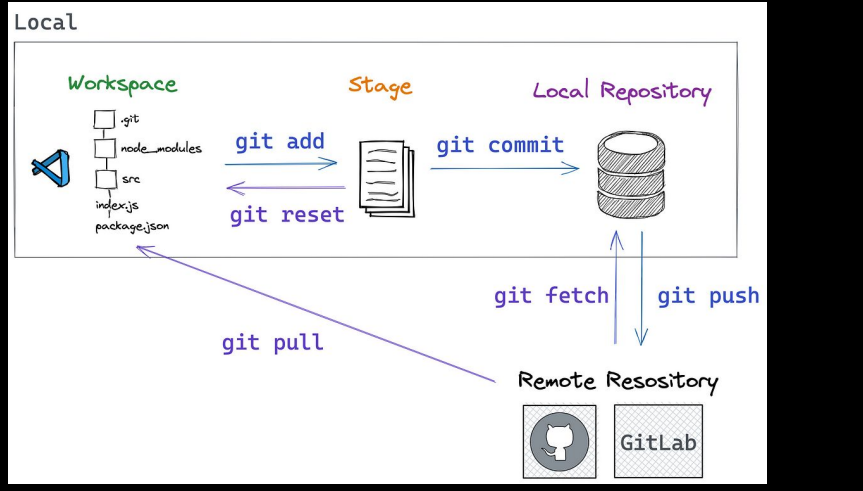 Local
Workspace
Stage
Local Repository
.git
node_modules
src
index.js
package.json
git add
git reset
git commit
git fetch
git push
git pull
Remote Resository
GitLab